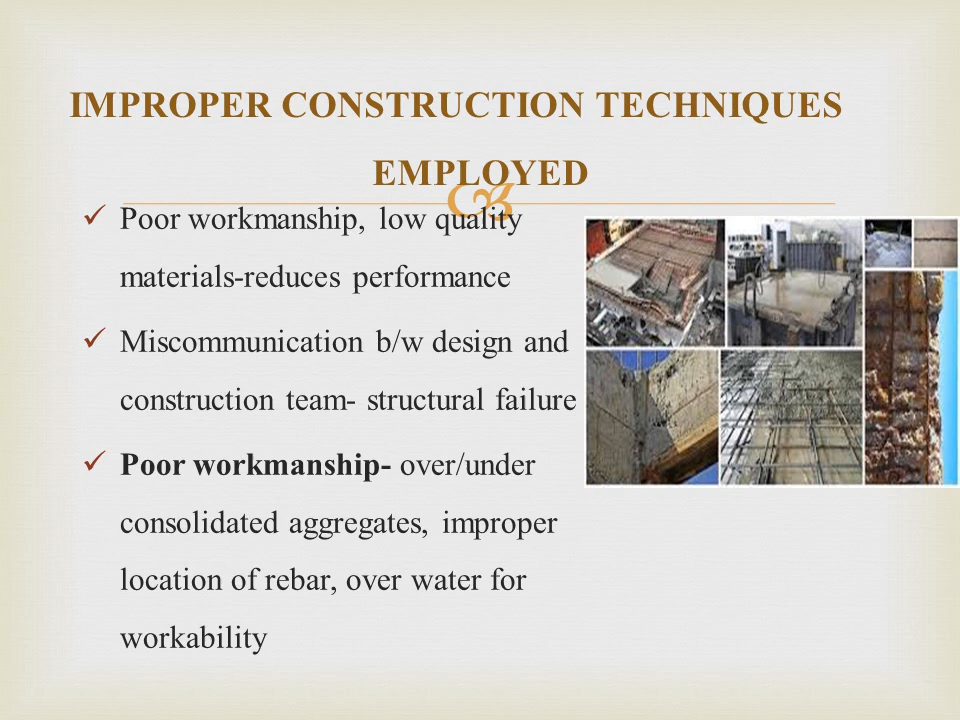 IMPROPER CONSTRUCTION TECHNIQUES
EMPLOYED
✓ Poor workmanship, low quality
materials-reduces performance
✓ Miscommunication b/w design and
construction team- structural failure
✓ Poor workmanship- over/under
consolidated aggregates, improper
location of rebar, over water for
workability